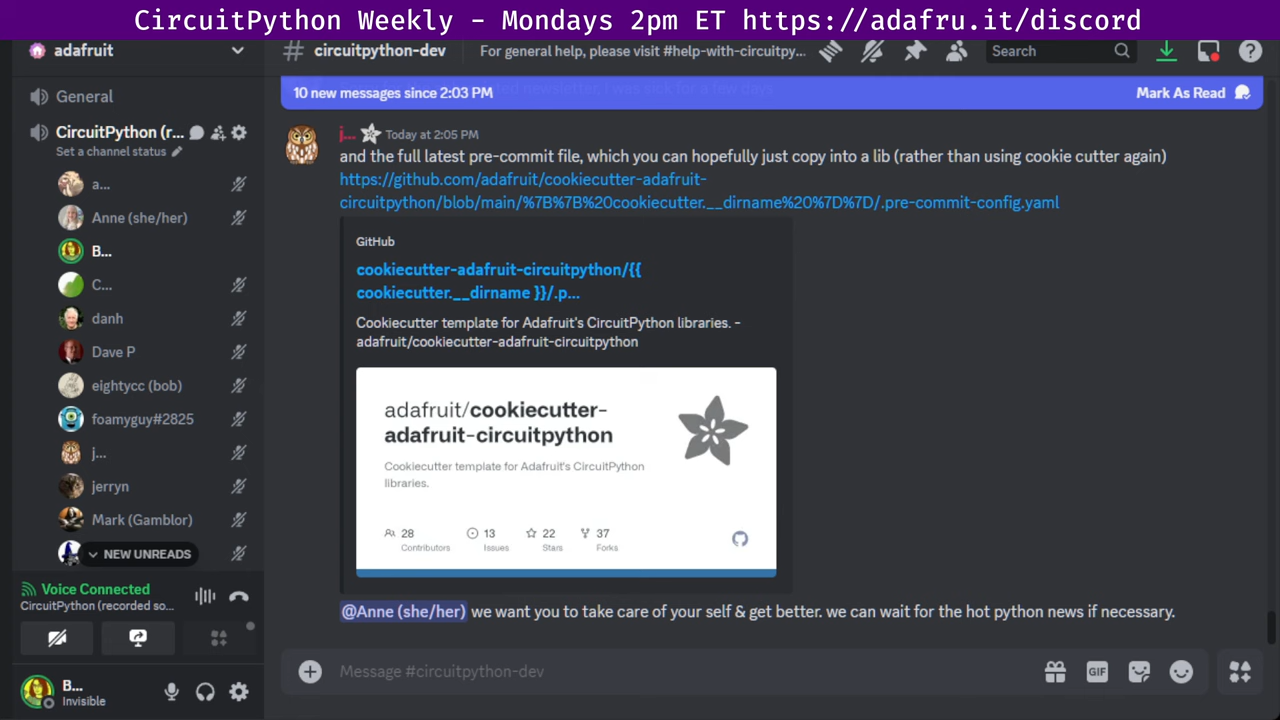 CircuitPython Weekly - Mondays 2pm ET https://adafru.it/discord
adafruit
circuitpython-dev
For general help, please visit #help-with-circuitpy...
Search
General
CircuitPython (r...
Set a channel status
a...
Anne (she/her)
B...
C...
danh
Dave P
eightycc (bob)
foamyguy#2825
j...
jerryn
Mark (Gamblor)
NEW UNREADS
Voice Connected
CircuitPython (recorded so...
B...
Invisible
10 new messages since 2:03 PM
Mark As Read
j...
Today at 2:05 PM
and the full latest pre-commit file, which you can hopefully just copy into a lib (rather than using cookie cutter again)
https://github.com/adafruit/cookiecutter-adafruit-
circuitpython/blob/main/%7B%7B%20cookiecutter.__dirname%20%7D%7D/.pre-commit-config.yaml
GitHub
cookiecutter-adafruit-circuitpython/{{
cookiecutter.__dirname }}/.p...
Cookiecutter template for Adafruit's CircuitPython libraries. -
adafruit/cookiecutter-adafruit-circuitpython
adafruit/cookiecutter-
adafruit-circuitpython
Cookiecutter template for Adafruit's CircuitPython
libraries.
28
Contributors
13
Issues
22
Stars
37
Forks
@Anne (she/her) we want you to take care of your self & get better. we can wait for the hot python news if necessary.
Message #circuitpython-dev
GIF